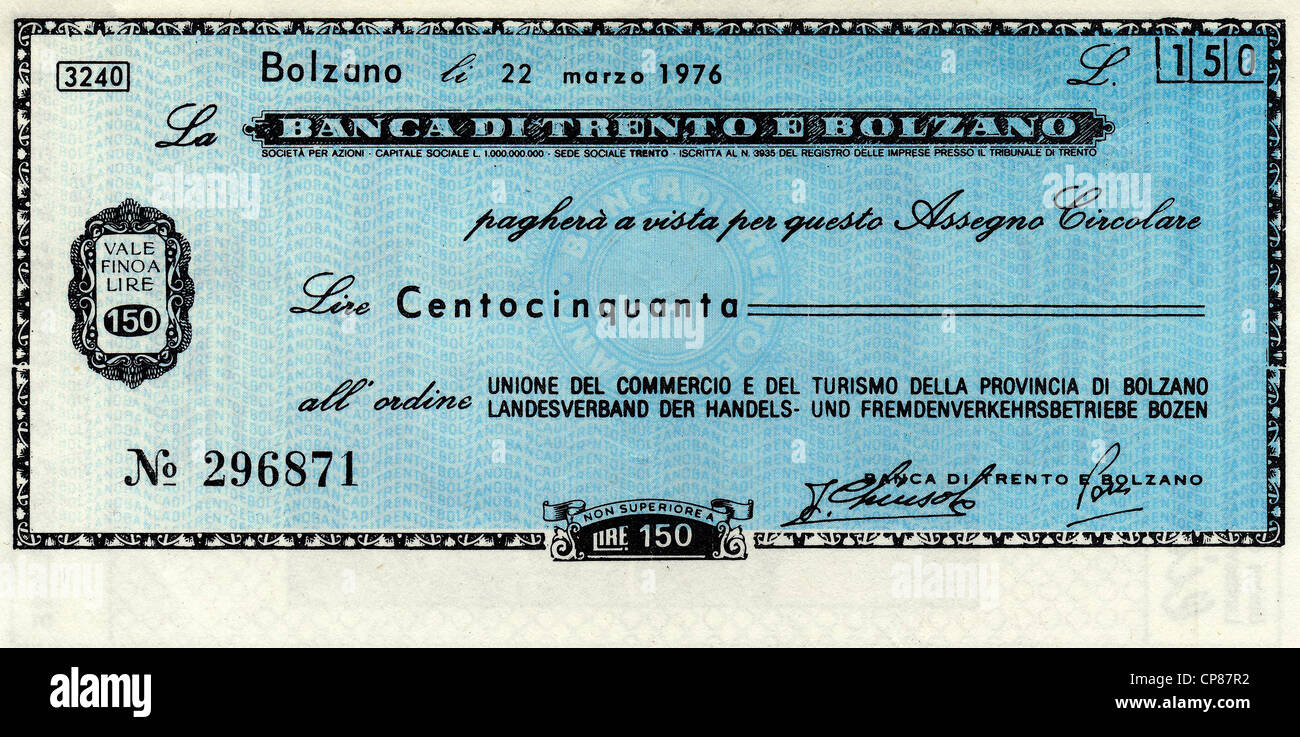 3240
Bolzano li 22 marzo 1976
L. 150
La BANCA DI TRENTO E BOLZANO
SOCIETÀ PER AZIONI - CAPITALE SOCIALE L. 1.000.000.000 - SEDE SOCIALE TRENTO - ISCRITTA AL N. 3935 DEL REGISTRO DELLE IMPRESE PRESSO IL TRIBUNALE DI TRENTO
pagherà a vista per questo Assegno Circolare
VALE
FINO A
LIRE
150
Lire Centocinquanta
all' ordine UNIONE DEL COMMERCIO E DEL TURISMO DELLA PROVINCIA DI BOLZANO
LANDESVERBAND DER HANDELS- UND FREMDENVERKEHRSBETRIEBE BOZEN
No 296871
BANCA DI TRENTO E BOLZANO
NON SUPERIORE A
LIRE 150
alamy
Image ID: CP87R2
www.alamy.com